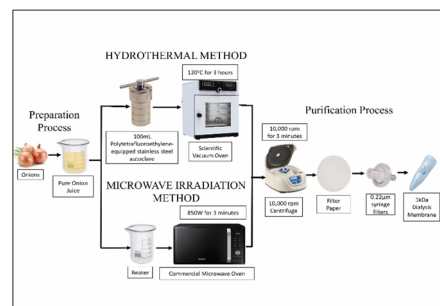 HYDROTHERMAL METHOD
120°C for 3 hours
Preparation
Process
Purification Process
100mL
Polytetrafluoroethylene-
equipped stainless steel
autoclave
Scientific
Vacuum Oven
10,000 rpm
for 5 minutes
Onions
Pure Onion
Juice
MICROWAVE IRRADIATION
METHOD
850W for 3 minutes
10,000 rpm
Centrifuge
Filter
Paper
0.22μm
syringe
Filters
1kDa
Dialysis
Membrane
Beaker
Commercial Microwave Oven